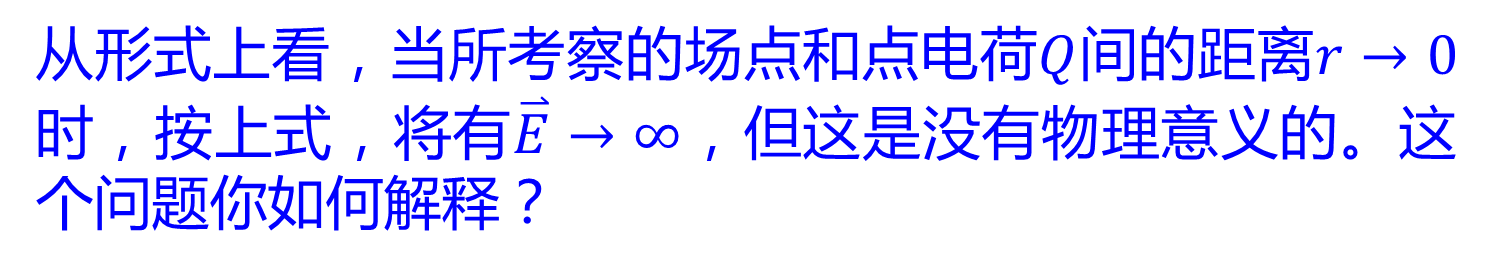 从形式上看，当所考察的场点和点电荷Q间的距离r → 0
时，按上式，将有E⃗ → ∞，但这是没有物理意义的。这
个问题你如何解释？